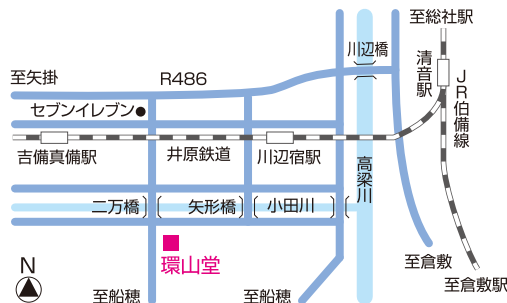 至総社駅
川辺橋
清音駅
至矢掛
R486
JR伯備線
セブンイレブン
吉備真備駅
井原鉄道
川辺宿駅
高梁川
二万橋
矢形橋
小田川
環山堂
至倉敷
N
至船穂
至船穂
至倉敷駅